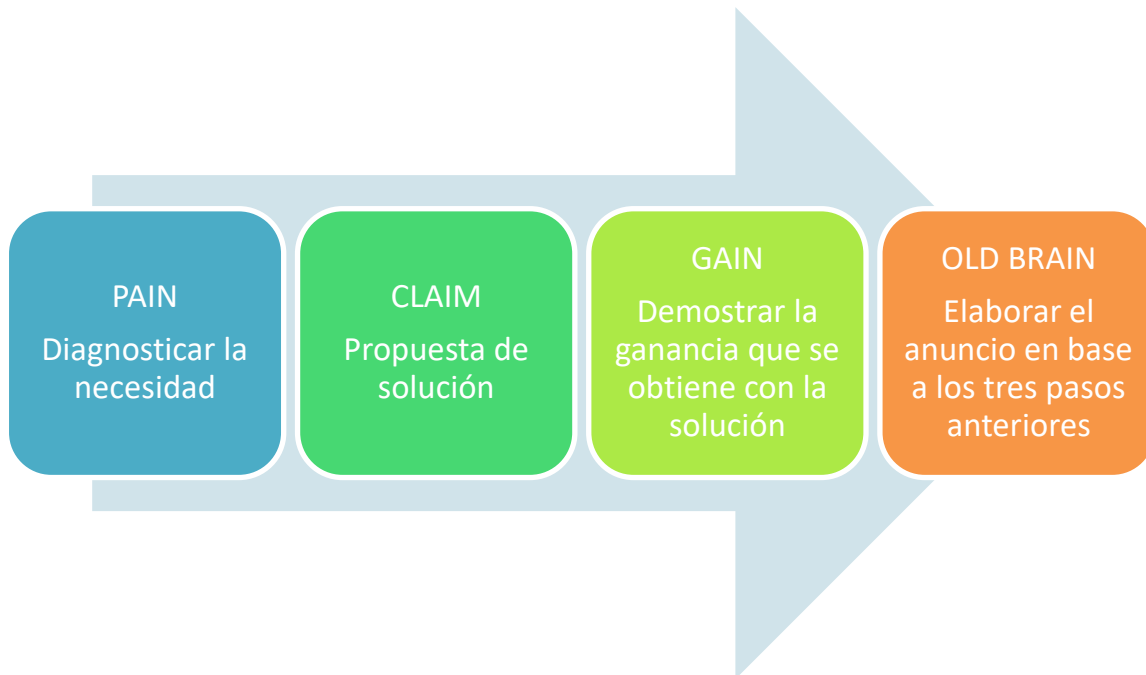 PAIN
Diagnosticar la
necesidad
CLAIM
Propuesta de
solución
GAIN
Demostrar la
ganancia que se
obtiene con la
solución
OLD BRAIN
Elaborar el
anuncio en base
a los tres pasos
anteriores